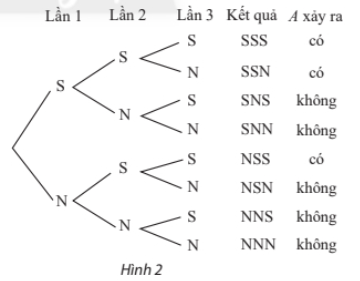 Lần 1 Lần 2 Lần 3 Kết quả A xảy ra
S SSS có
S
N SSN có
S
S SNS không
N
N SNN không
S NSS có
S
N NSN không
N
S NNS không
N
N NNN không
Hình 2